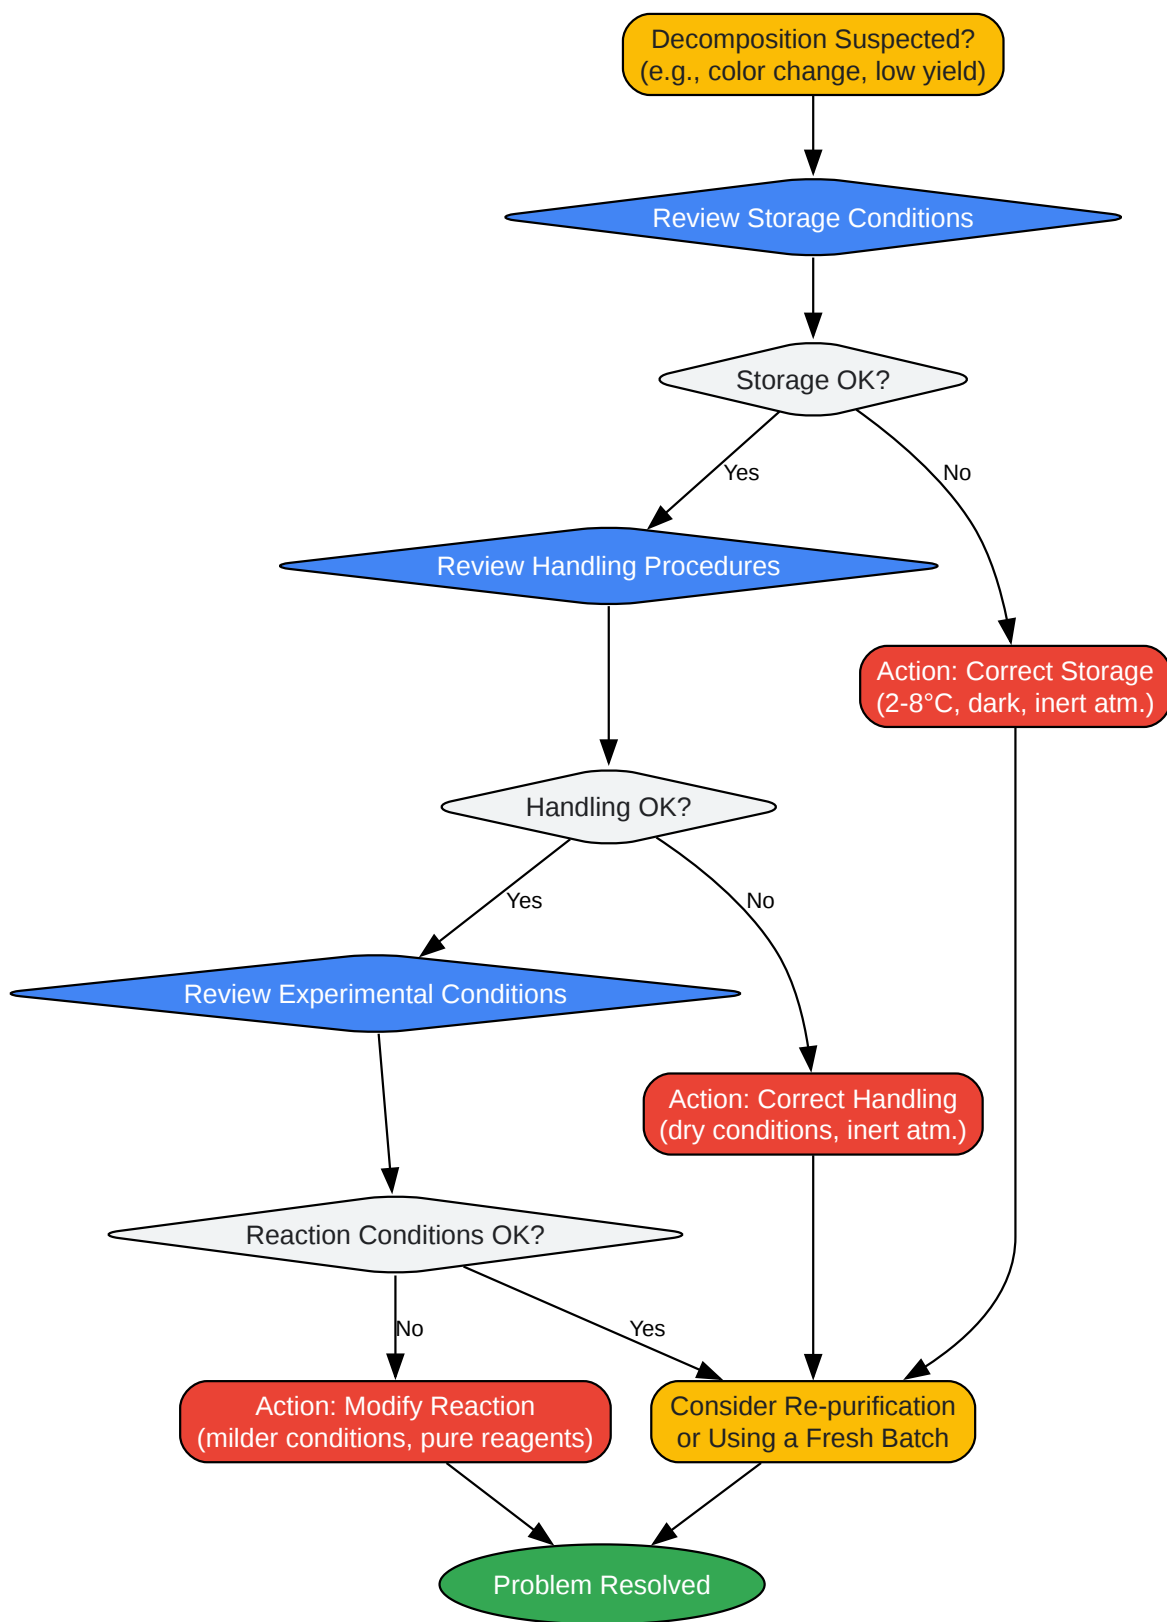 Decomposition Suspected?
(e.g., color change, low yield)
Review Storage Conditions
Storage OK?
Yes
No
Review Handling Procedures
Action: Correct Storage
(2-8°C, dark, inert atm.)
Handling OK?
Yes
No
Review Experimental Conditions
Action: Correct Handling
(dry conditions, inert atm.)
Reaction Conditions OK?
No
Yes
Action: Modify Reaction
(milder conditions, pure reagents)
Consider Re-purification
or Using a Fresh Batch
Problem Resolved